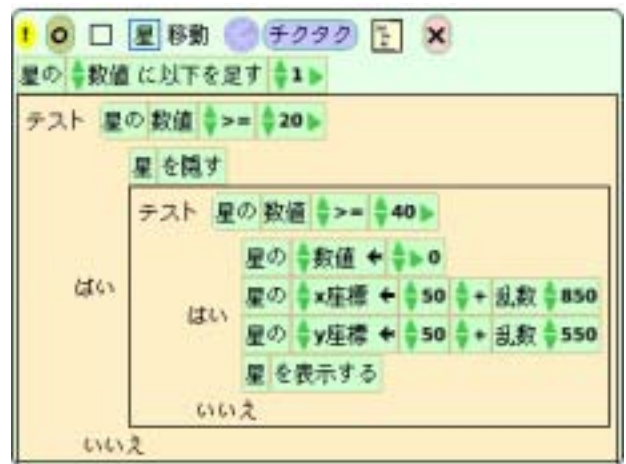 ! 星 移動 チクタク
星の 数値 に以下を足す 1
テスト 星の 数値 >= 20
星 を隠す
テスト 星の 数値 >= 40
星の 数値 ← 0
はい
星の x座標 ← 50 + 乱数 850
はい
星の y座標 ← 50 + 乱数 550
星 を表示する
いいえ
いいえ